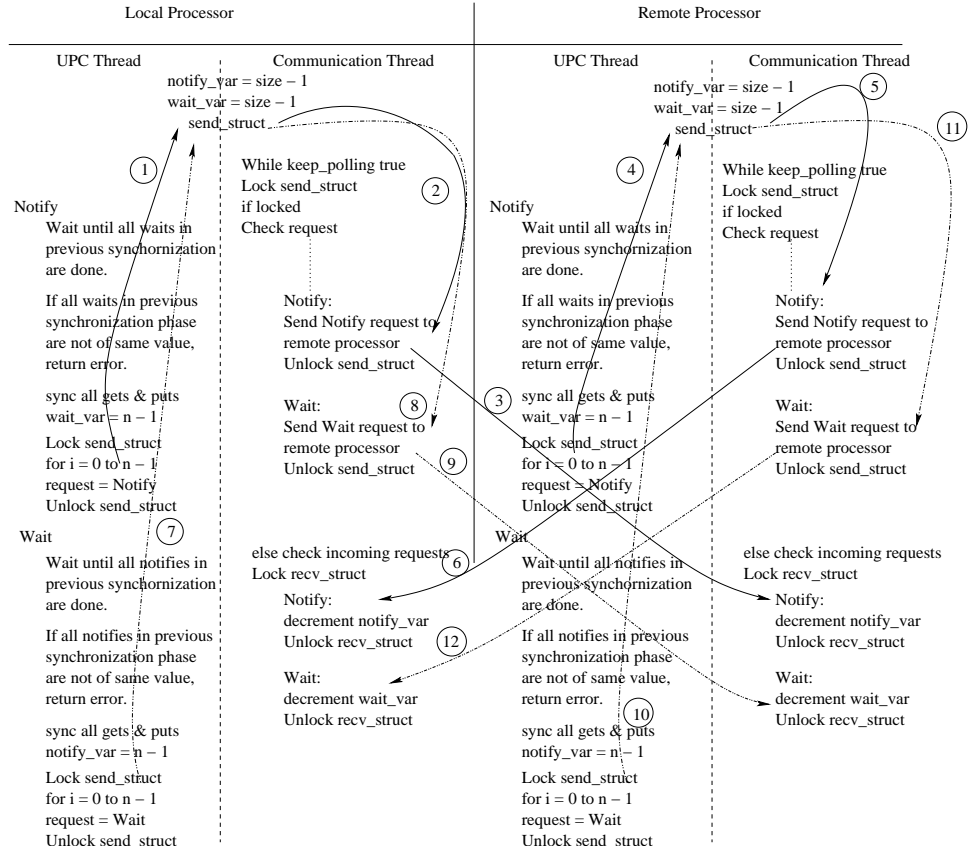 Local Processor
Remote Processor
UPC Thread
Communication Thread
notify_var = size − 1
wait_var = size − 1
send_struct
1
2
While keep_polling true
Lock send_struct
if locked
Check request
Notify
Wait until all waits in
previous synchornization
are done.
If all waits in previous
synchronization phase
are not of same value,
return error.
sync all gets & puts
wait_var = n − 1
Lock send_struct
for i = 0 to n − 1
request = Notify
Unlock send_struct
Notify:
Send Notify request to
remote processor
Unlock send_struct
Wait:
Send Wait request to
remote processor
Unlock send_struct
8
9
3
7
Wait
Wait until all notifies in
previous synchornization
are done.
If all notifies in previous
synchronization phase
are not of same value,
return error.
sync all gets & puts
notify_var = n − 1
Lock send_struct
for i = 0 to n − 1
request = Wait
Unlock send_struct
else check incoming requests
Lock recv_struct
6
Notify:
decrement notify_var
Unlock recv_struct
12
Wait:
decrement wait_var
Unlock recv_struct
UPC Thread
Communication Thread
notify_var = size − 1
wait_var = size − 1
send_struct
5
11
4
While keep_polling true
Lock send_struct
if locked
Check request
Notify
Wait until all waits in
previous synchornization
are done.
If all waits in previous
synchronization phase
are not of same value,
return error.
sync all gets & puts
wait_var = n − 1
Lock send_struct
for i = 0 to n − 1
request = Notify
Unlock send_struct
Notify:
Send Notify request to
remote processor
Unlock send_struct
Wait:
Send Wait request to
remote processor
Unlock send_struct
Wait
Wait until all notifies in
previous synchornization
are done.
If all notifies in previous
synchronization phase
are not of same value,
return error.
10
sync all gets & puts
notify_var = n − 1
Lock send_struct
for i = 0 to n − 1
request = Wait
Unlock send_struct
else check incoming requests
Lock recv_struct
Notify:
decrement notify_var
Unlock recv_struct
Wait:
decrement wait_var
Unlock recv_struct